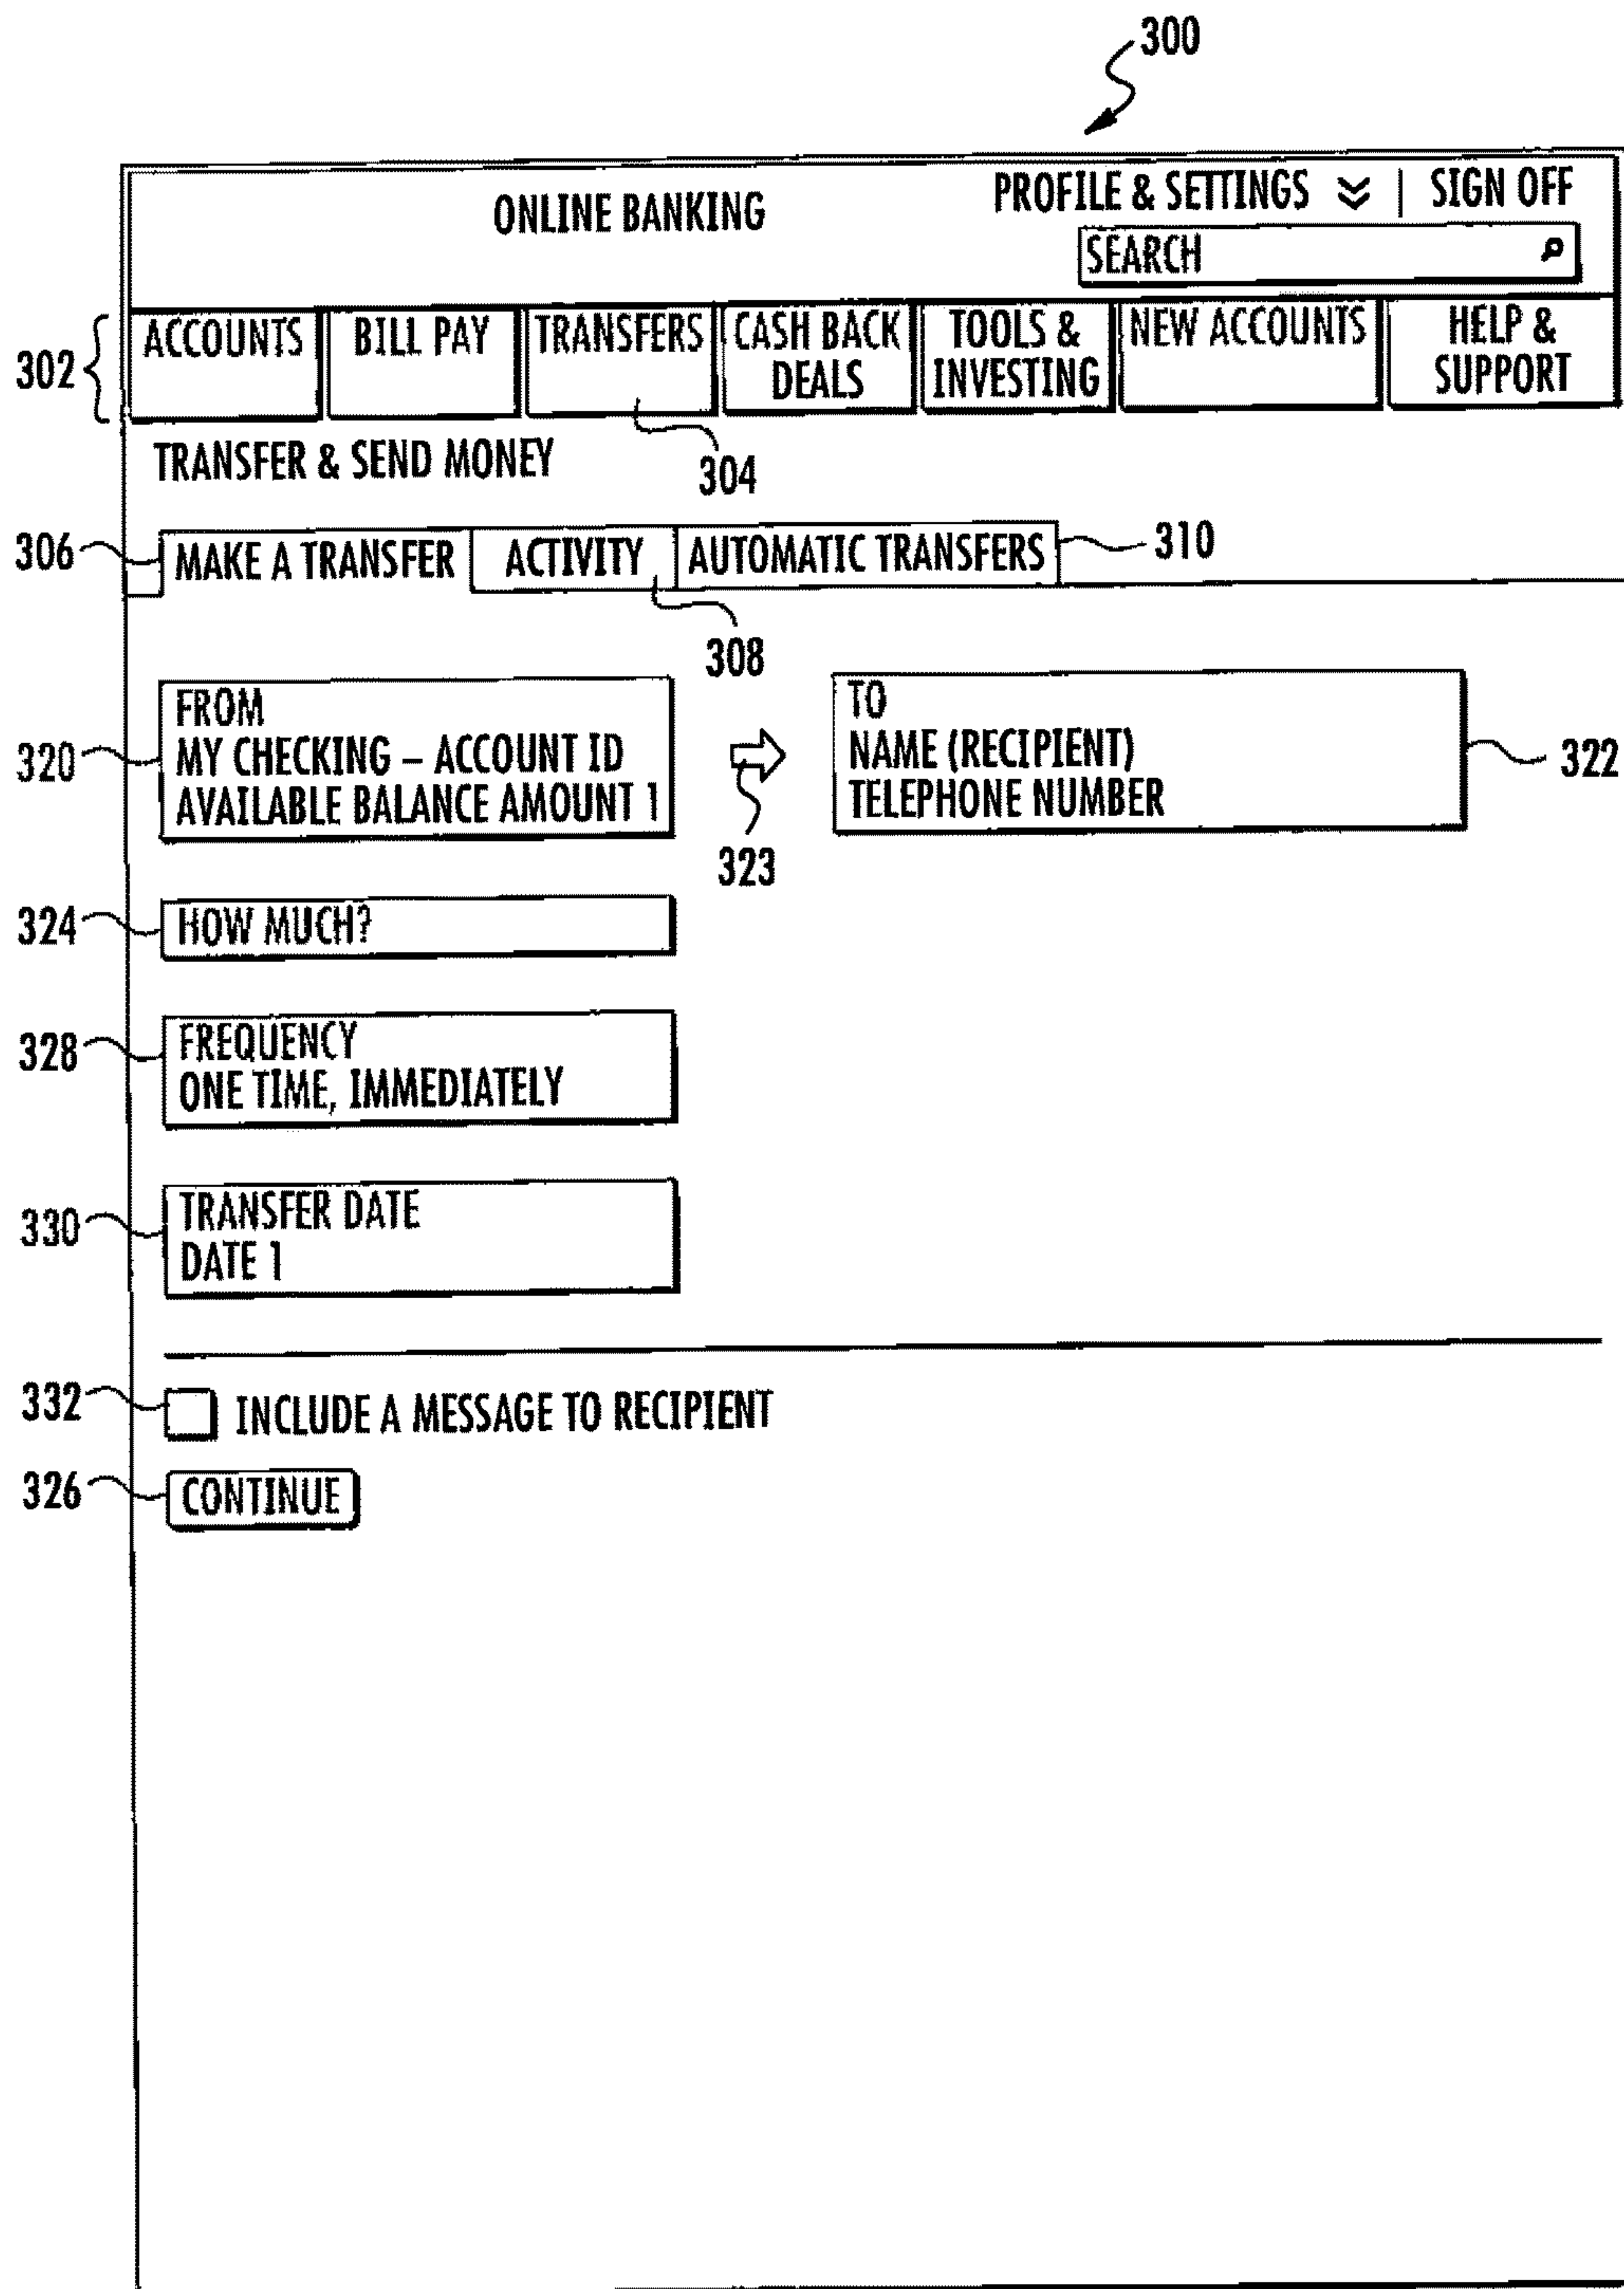 300
ONLINE BANKING
PROFILE & SETTINGS | SIGN OFF
SEARCH
302
ACCOUNTS
BILL PAY
TRANSFERS
CASH BACK
DEALS
TOOLS &
INVESTING
NEW ACCOUNTS
HELP &
SUPPORT
304
TRANSFER & SEND MONEY
306
MAKE A TRANSFER
ACTIVITY
AUTOMATIC TRANSFERS
310
308
320
FROM
MY CHECKING – ACCOUNT ID
AVAILABLE BALANCE AMOUNT 1
323
TO
NAME (RECIPIENT)
TELEPHONE NUMBER
322
324
HOW MUCH?
328
FREQUENCY
ONE TIME, IMMEDIATELY
330
TRANSFER DATE
DATE 1
332
INCLUDE A MESSAGE TO RECIPIENT
326
CONTINUE